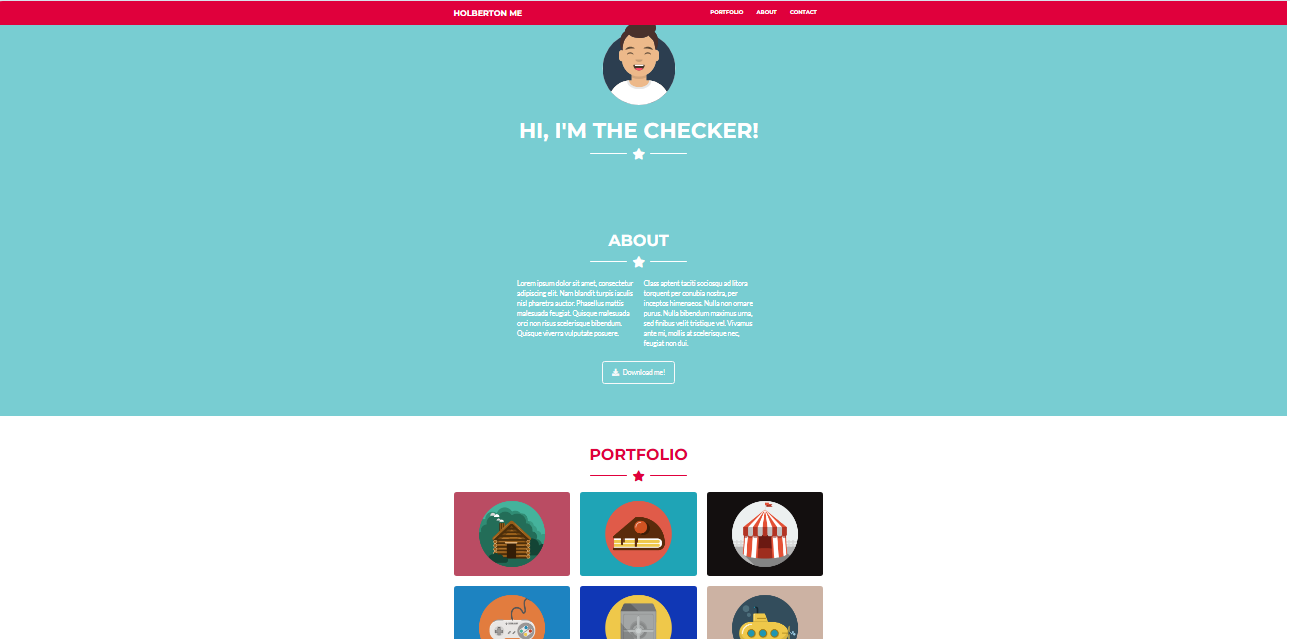 HOLBERTON ME
PORTFOLIO ABOUT CONTACT
HI, I'M THE CHECKER!
ABOUT
Lorem ipsum dolor sit amet, consectetur
adipiscing elit. Nam blandit turpis iaculis
nisl pharetra auctor. Phasellus mattis
malesuada feugiat. Quisque malesuada
orci non risus scelerisque bibendum.
Quisque viverra vulputate posuere.
Class aptent taciti sociosqu ad litora
torquent per conubia nostra, per
inceptos himenaeos. Nulla non ornare
purus. Nulla bibendum maximus urna,
sed finibus velit tristique vel. Vivamus
ante mi, mollis at scelerisque nec,
feugiat non dui.
Download me!
PORTFOLIO